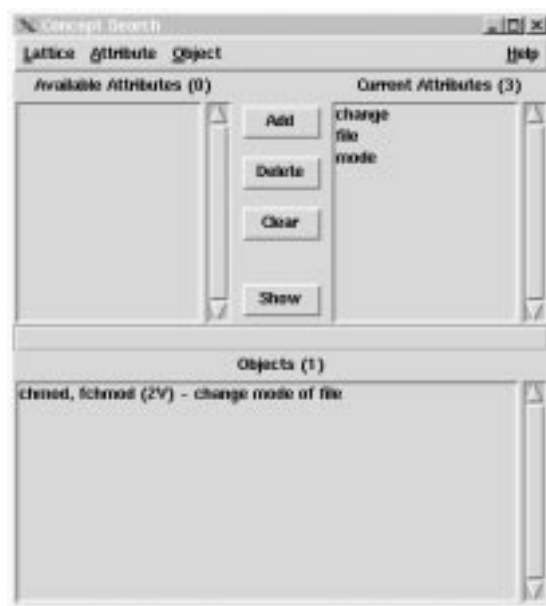 Concept Search
Lattice Attribute Object Help
Available Attributes (0) Current Attributes (3)
Add
Delete
Clear
Show
change
file
mode
Objects (1)
chmod, fchmod (2V) - change mode of file